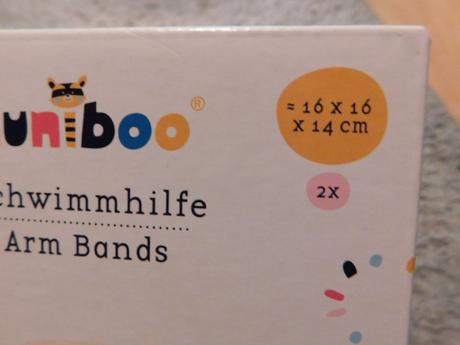 uniboo®
≈ 16 x 16
x 14 cm
2x
chwimmhilfe
Arm Bands